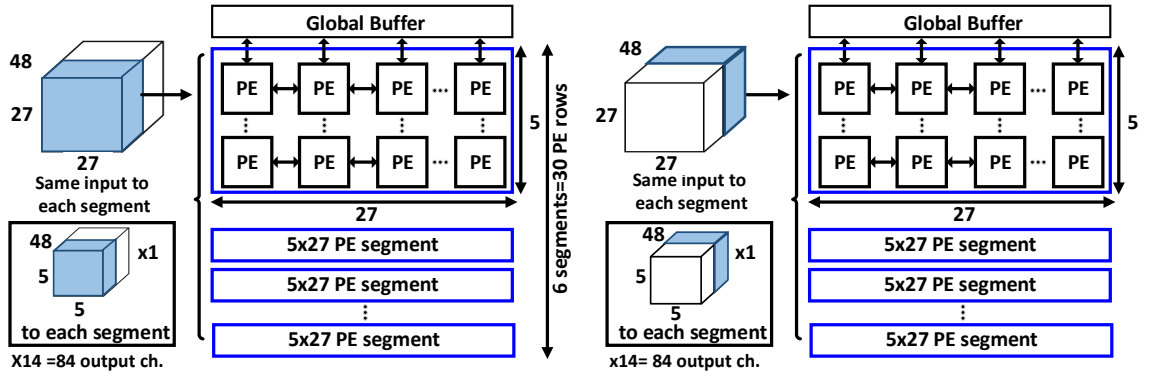 Global Buffer
48
27
27
Same input to
each segment
PE PE PE ... PE
PE PE PE ... PE
5
27
6 segments=30 PE rows
48
x1
5
5
to each segment
X14 =84 output ch.
5x27 PE segment
5x27 PE segment
5x27 PE segment
Global Buffer
48
27
27
Same input to
each segment
PE PE PE ... PE
PE PE PE ... PE
5
27
48
x1
5
5
to each segment
x14= 84 output ch.
5x27 PE segment
5x27 PE segment
5x27 PE segment